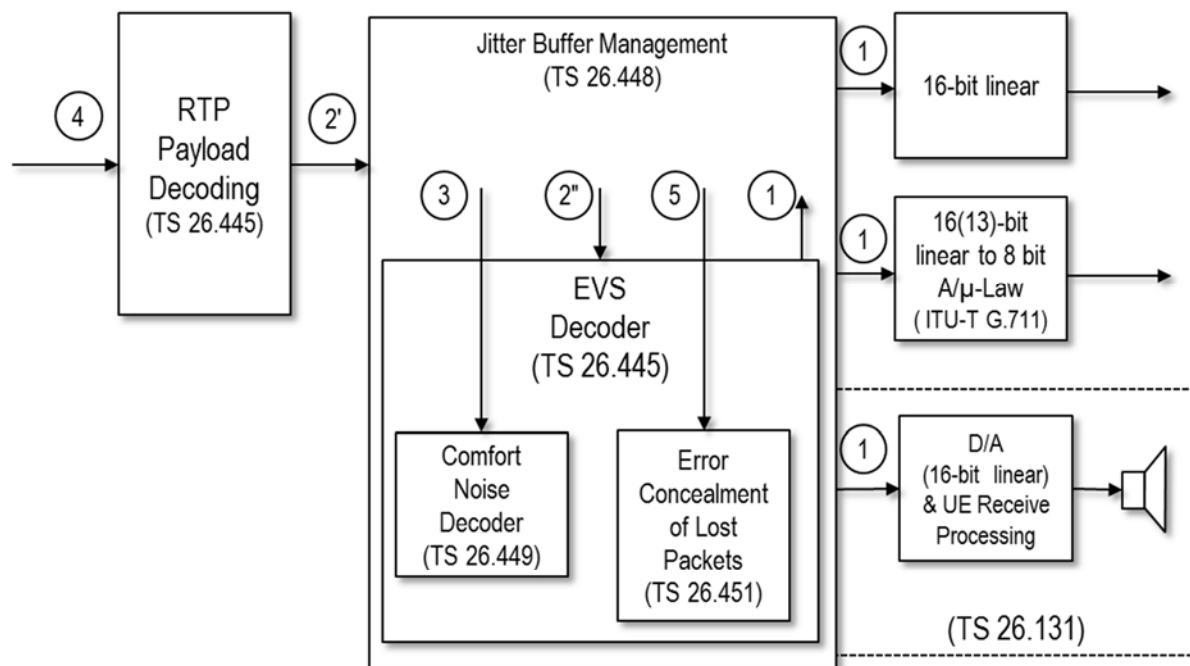 4
RTP
Payload
Decoding
(TS 26.445)
2'
Jitter Buffer Management
(TS 26.448)
3
2"
5
1
EVS
Decoder
(TS 26.445)
Comfort
Noise
Decoder
(TS 26.449)
Error
Concealment
of Lost
Packets
(TS 26.451)
1
16-bit linear
1
16(13)-bit
linear to 8 bit
A/μ-Law
( ITU-T G.711)
1
D/A
(16-bit linear)
& UE Receive
Processing
(TS 26.131)